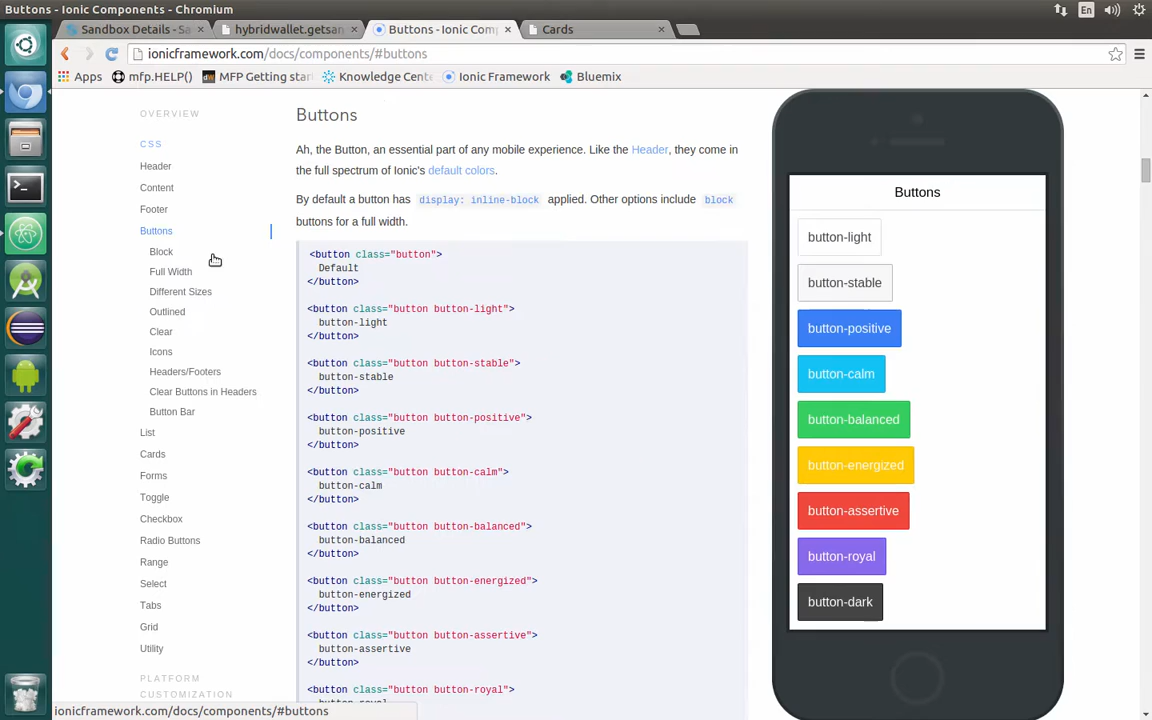 Buttons - Ionic Components - Chromium
En
Sandbox Details - Sa
hybridwallet.getsan
Buttons - Ionic Comp
Cards
ionicframework.com/docs/components/#buttons
Apps
mfp.HELP()
MFP Getting star
Knowledge Cente
Ionic Framework
Bluemix
OVERVIEW
CSS
Header
Content
Footer
Buttons
Block
Full Width
Different Sizes
Outlined
Clear
Icons
Headers/Footers
Clear Buttons in Headers
Button Bar
List
Cards
Forms
Toggle
Checkbox
Radio Buttons
Range
Select
Tabs
Grid
Utility
PLATFORM
CUSTOMIZATION
Buttons
Ah, the Button, an essential part of any mobile experience. Like the Header, they come in
the full spectrum of Ionic's default colors.
By default a button has display: inline-block applied. Other options include block
buttons for a full width.
<button class="button">
Default
</button>
<button class="button button-light">
button-light
</button>
<button class="button button-stable">
button-stable
</button>
<button class="button button-positive">
button-positive
</button>
<button class="button button-calm">
button-calm
</button>
<button class="button button-balanced">
button-balanced
</button>
<button class="button button-energized">
button-energized
</button>
<button class="button button-assertive">
button-assertive
</button>
<button class="button button-royal">
Buttons
button-light
button-stable
button-positive
button-calm
button-balanced
button-energized
button-assertive
button-royal
button-dark
ionicframework.com/docs/components/#buttons